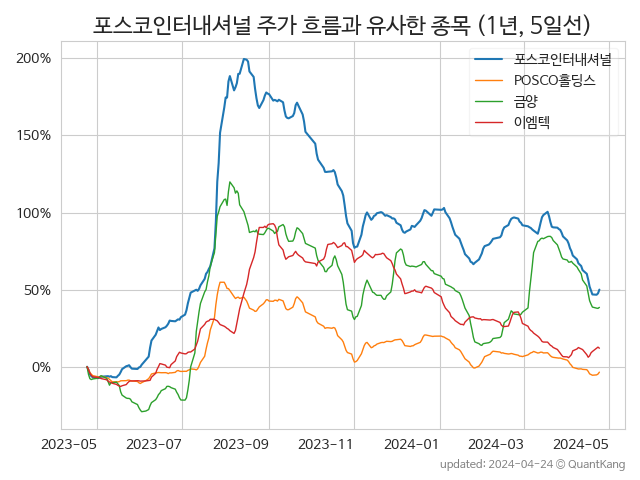 포스코인터내셔널 주가 흐름과 유사한 종목 (1년, 5일선)
포스코인터내셔널
POSCO홀딩스
금양
이엠텍
200%
150%
100%
50%
0%
2023-05 2023-07 2023-09 2023-11 2024-01 2024-03 2024-05
updated: 2024-04-24 © QuantKang